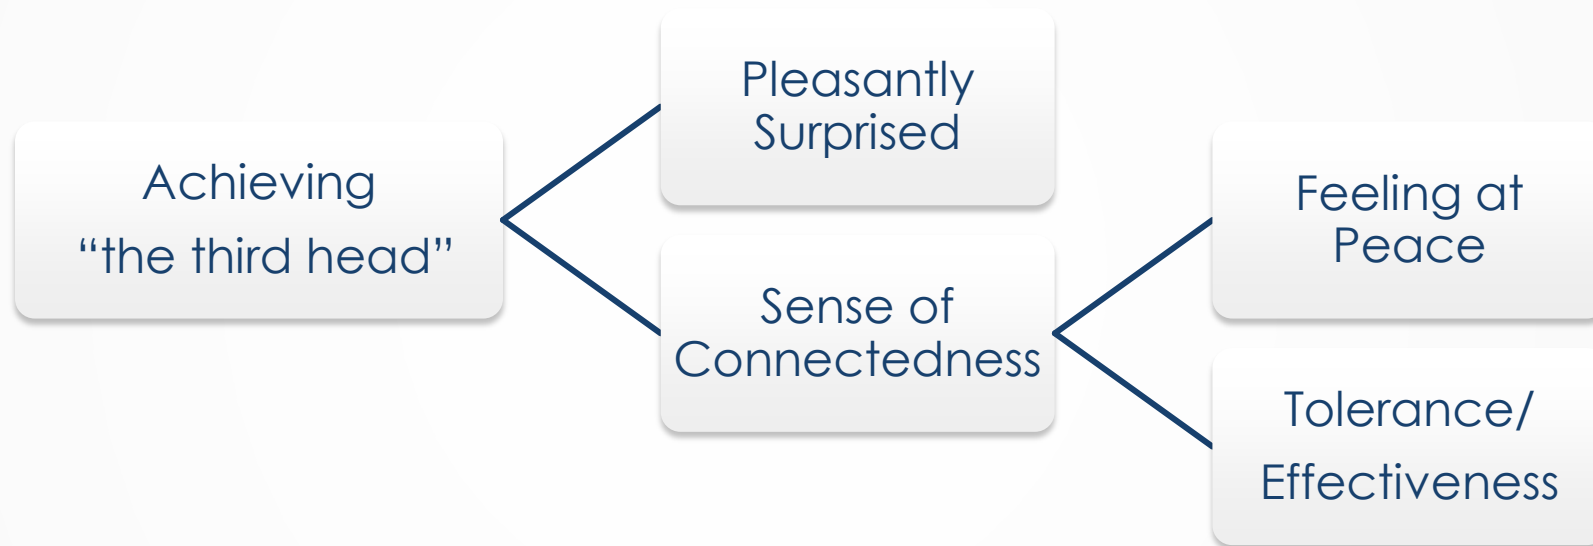 Achieving
“the third head”
Pleasantly
Surprised
Sense of
Connectedness
Feeling at
Peace
Tolerance/
Effectiveness